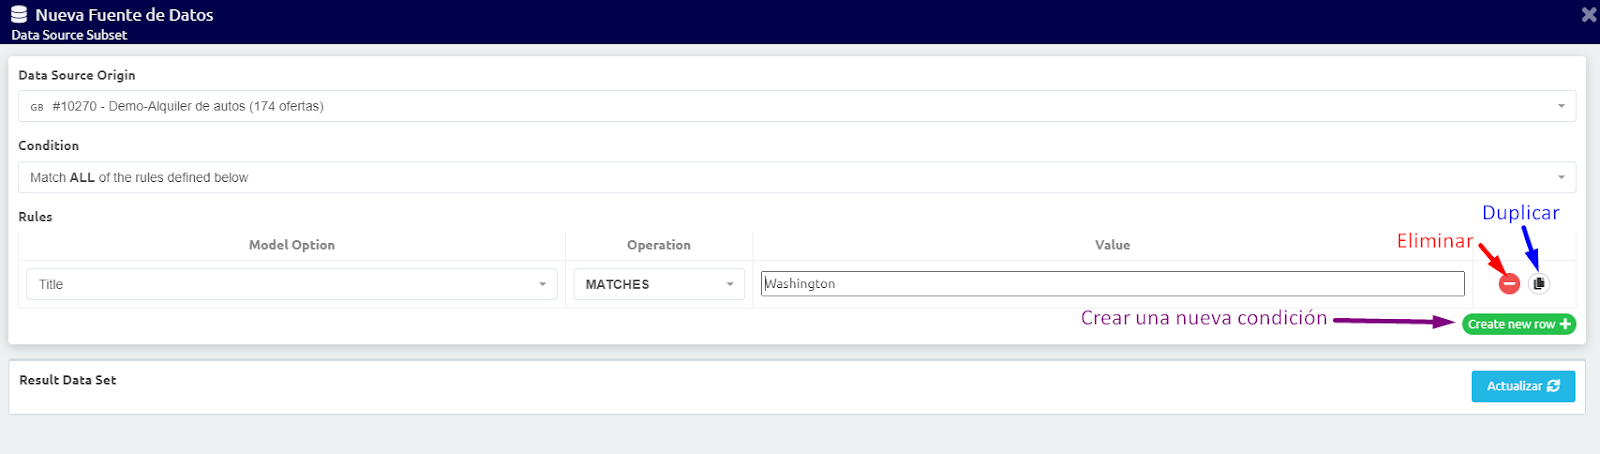 Nueva Fuente de Datos
Data Source Subset
Data Source Origin
GB #10270 - Demo-Alquiler de autos (174 ofertas)
Condition
Match ALL of the rules defined below
Rules
Duplicar
Eliminar
Model Option Operation Value
Title MATCHES Washington
Crear una nueva condición
Create new row
Result Data Set
Actualizar